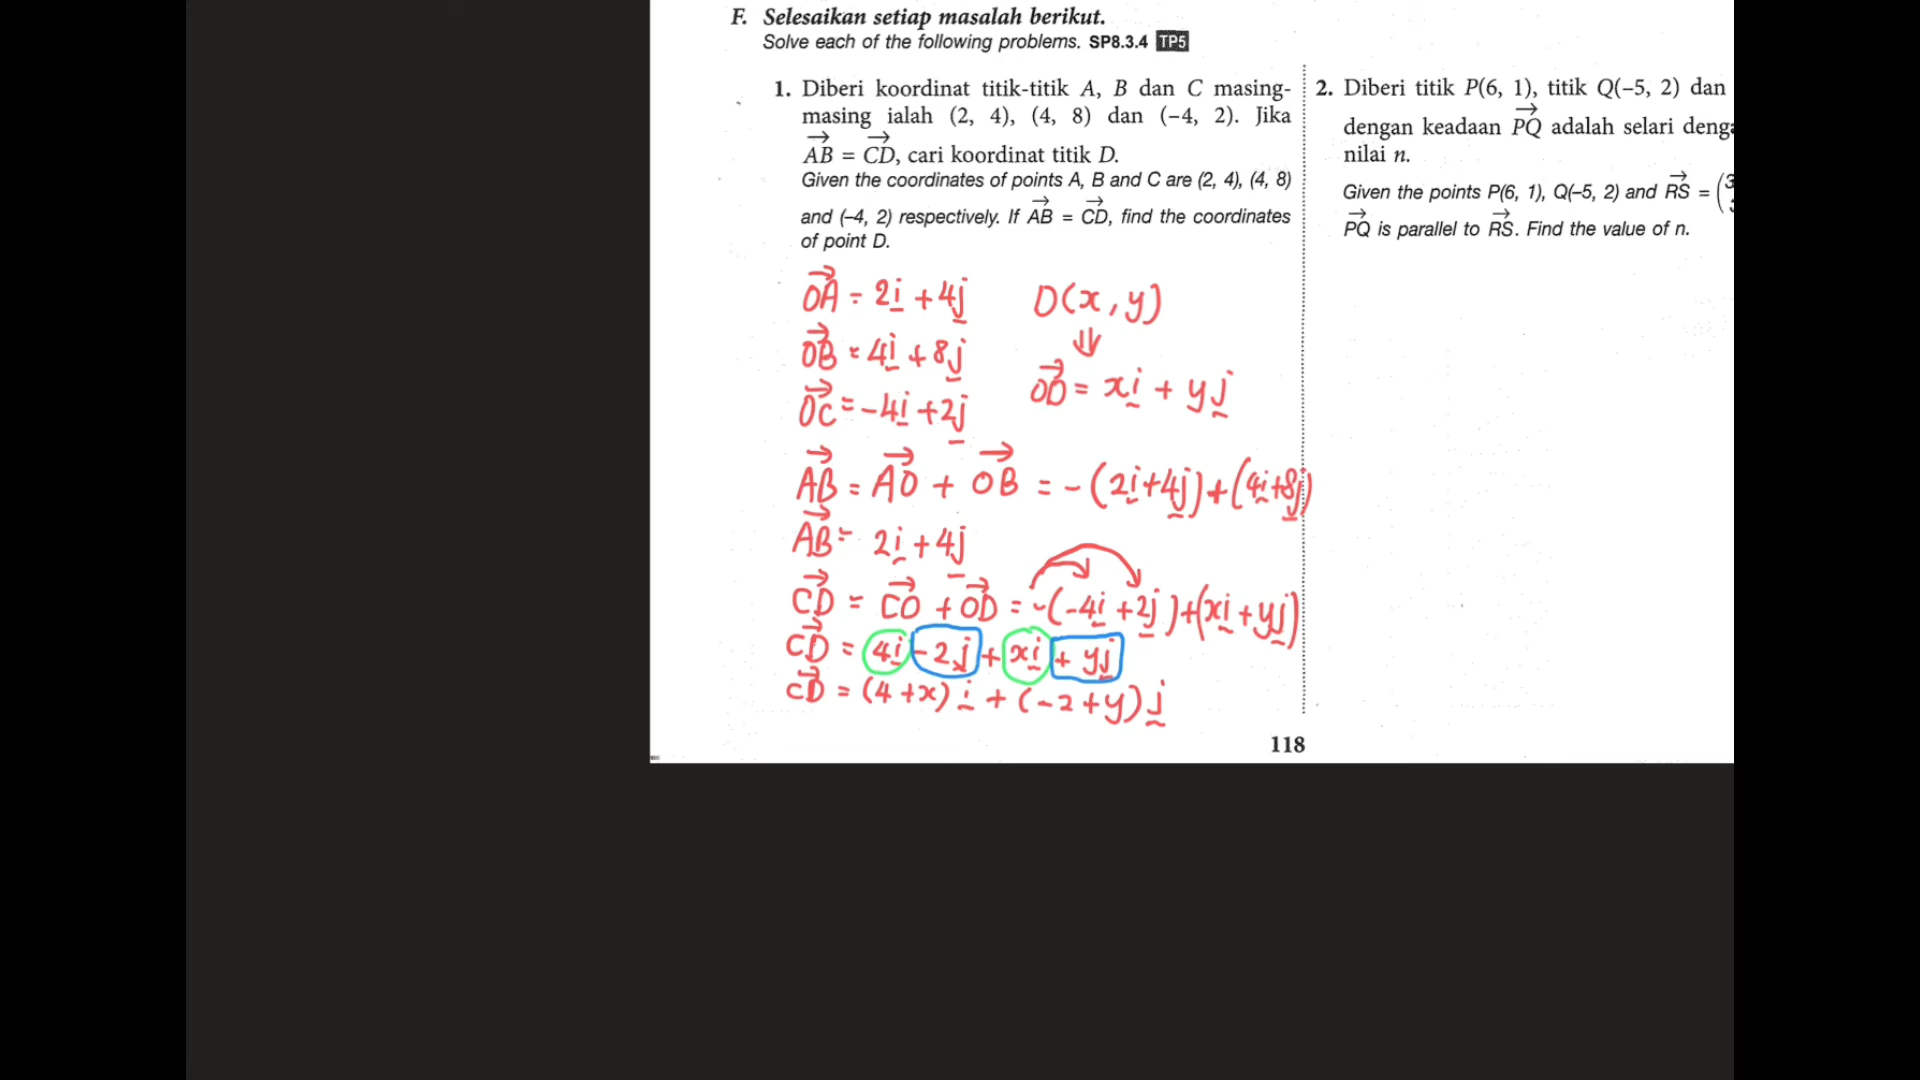 F. Selesaikan setiap masalah berikut.
Solve each of the following problems. SP8.3.4 TP5
1. Diberi koordinat titik-titik A, B dan C masing-
masing ialah (2, 4), (4, 8) dan (−4, 2). Jika
→AB = →CD, cari koordinat titik D.
Given the coordinates of points A, B and C are (2, 4), (4, 8)
and (−4, 2) respectively. If →AB = →CD, find the coordinates
of point D.
→OA = 2i + 4j
→OB = 4i + 8j
→OC = -4i + 2j
D(x, y)
⇓
→OD = xi + yj
→AB = →AO + →OB = -(2i+4j)+(4i+8j)
→AB = 2i + 4j
→CD = →CO + →OD = -(-4i + 2j)+(xi + yj)
→CD = 4i - 2j + xi + yj
→CD = (4+x)i + (-2+y)j
2. Diberi titik P(6, 1), titik Q(−5, 2) dan
dengan keadaan →PQ adalah selari
nilai n.
Given the points P(6, 1), Q(−5, 2) and →RS = (3
→PQ is parallel to →RS. Find the value of n.
118